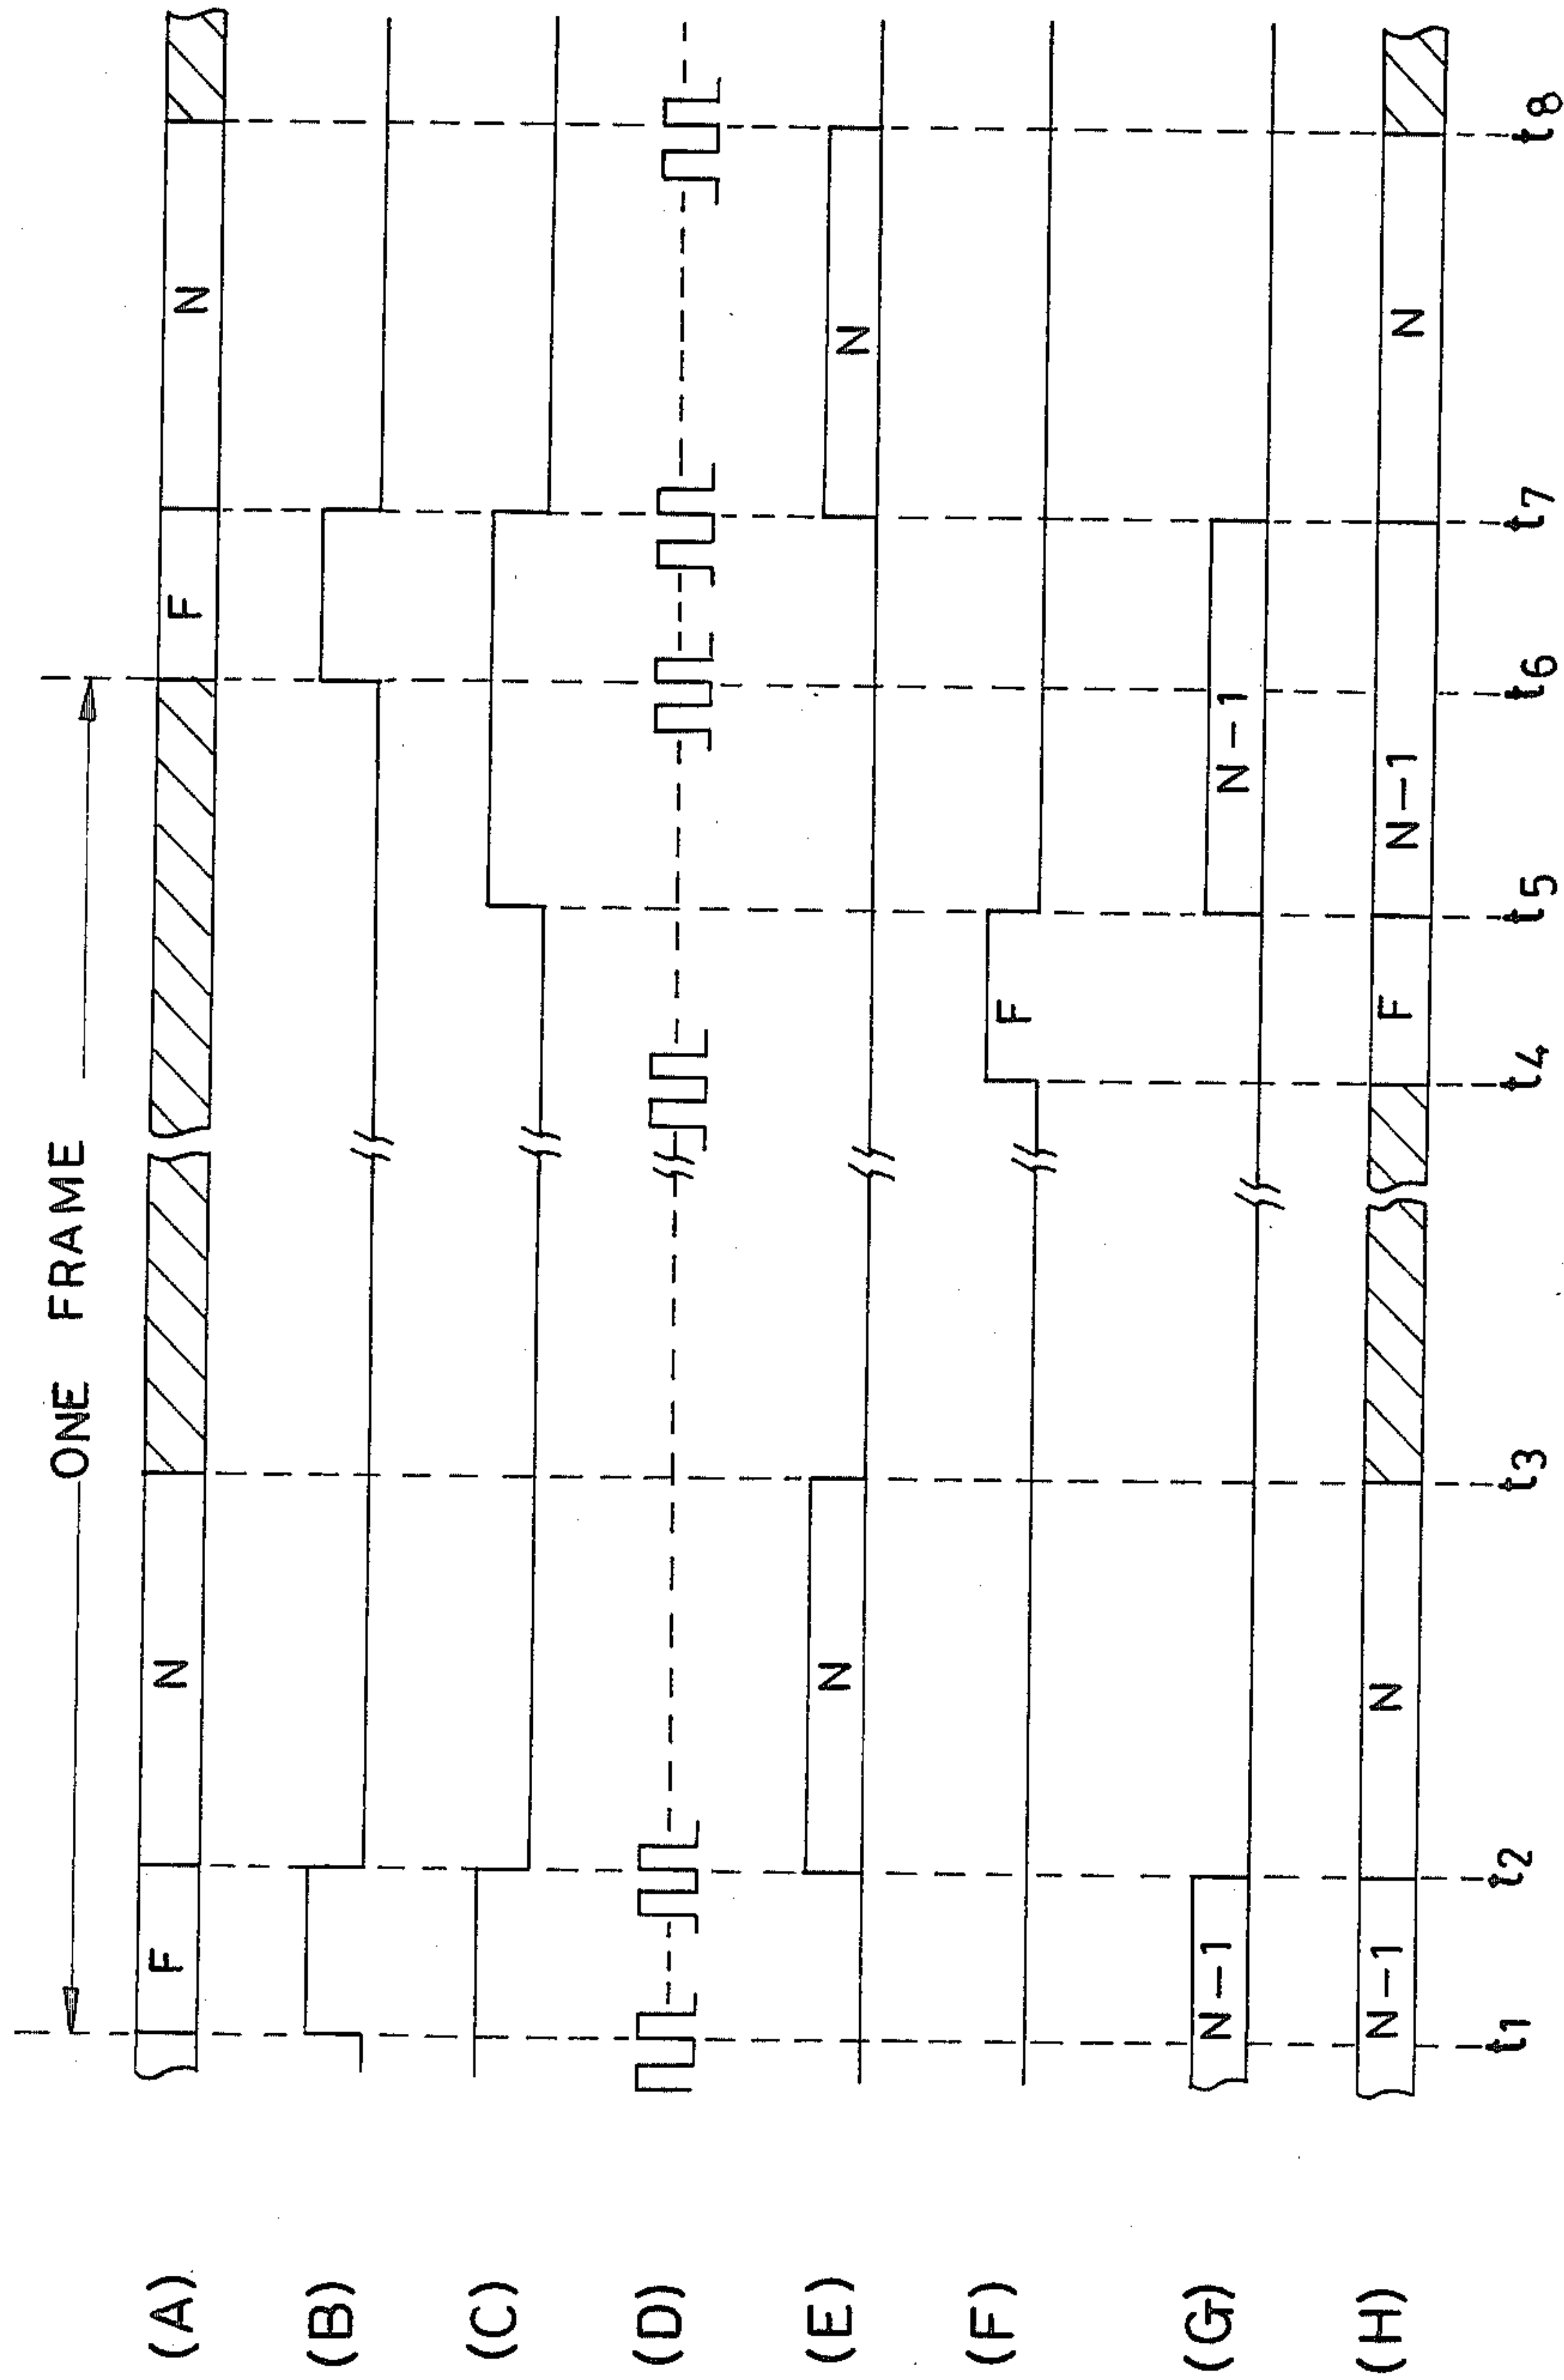 ONE FRAME
(A) F N F N
(B)
(C)
(D)
(E) N N
(F) F
(G) N-1 N-1
(H) N-1 N F N-1 N
t1 t2 t3 t4 t5 t6 t7 t8